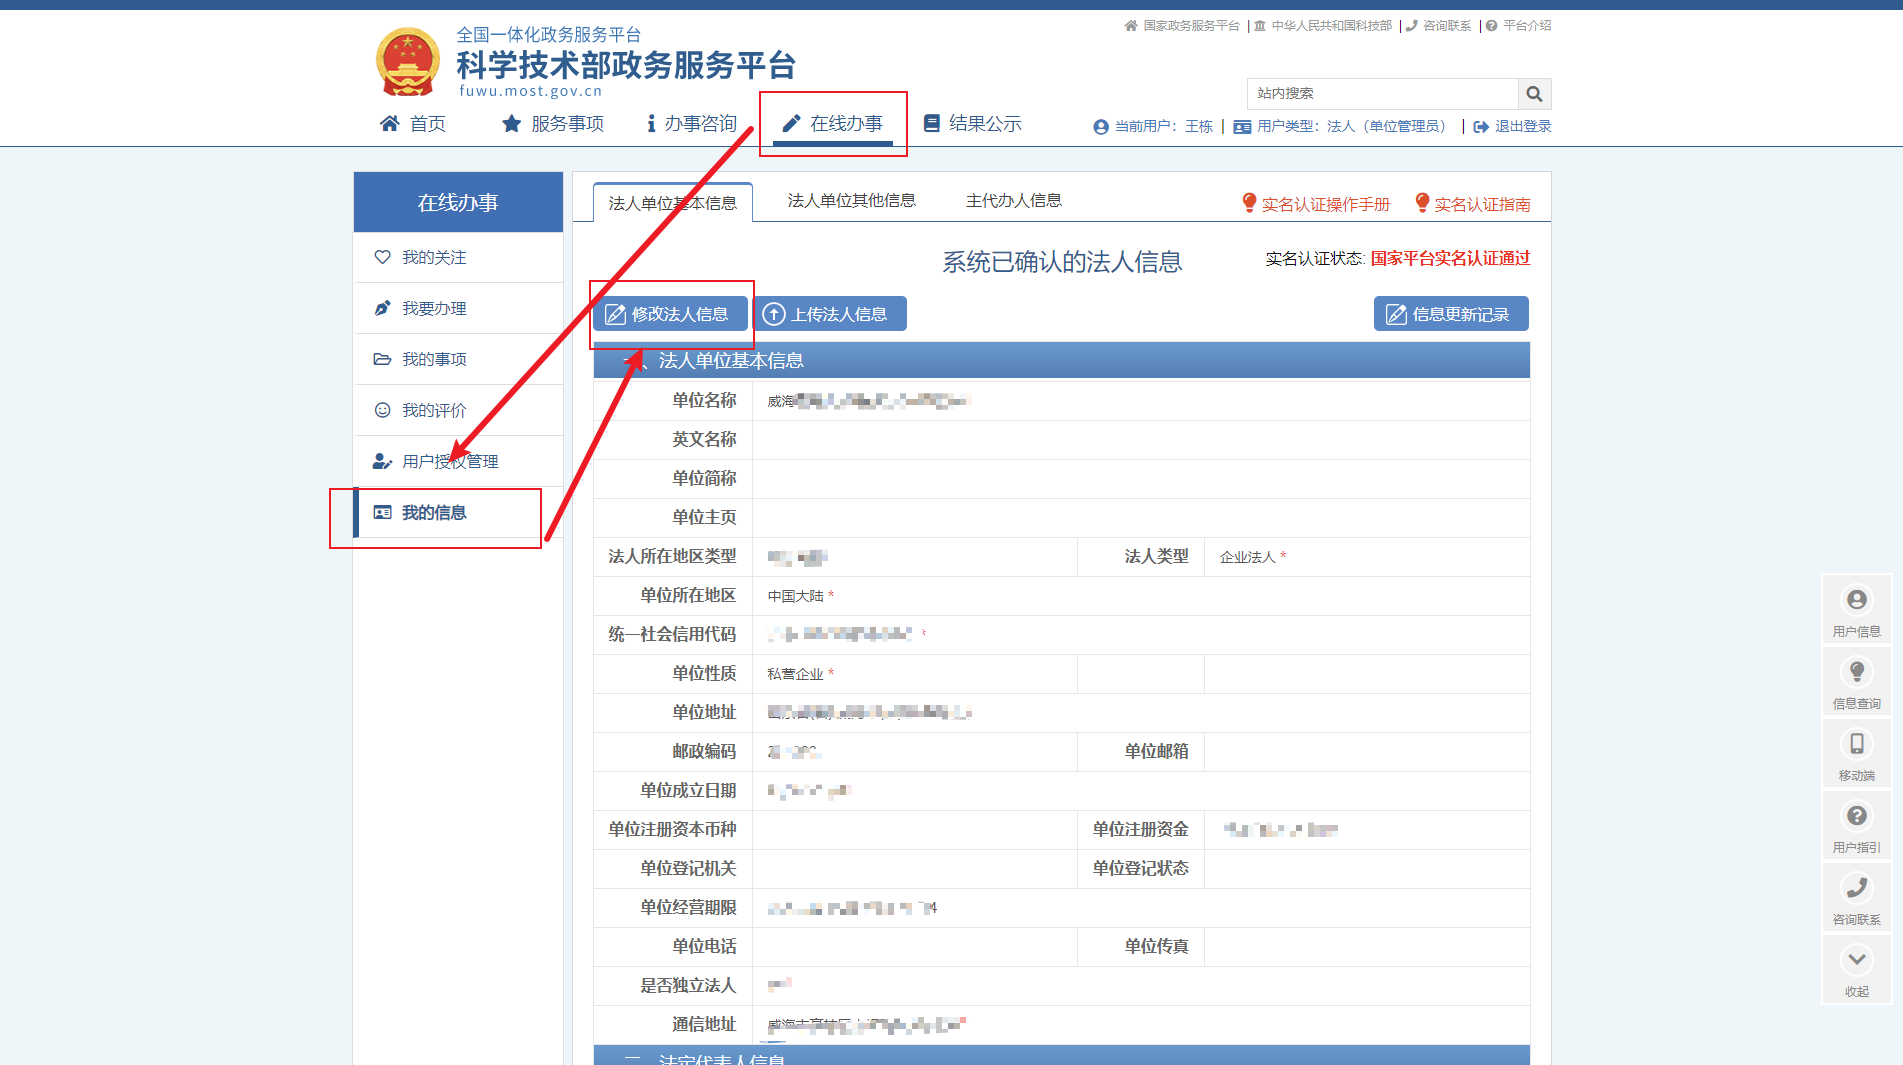 国家政务服务平台 | 中华人民共和国科技部 | 咨询联系 | 平台介绍
全国一体化政务服务平台
科学技术部政务服务平台
fuwu.most.gov.cn
站内搜索
首页 服务事项 办事咨询 在线办事 结果公示
当前用户：王栋 | 用户类型：法人（单位管理员） | 退出登录
在线办事
我的关注
我要办理
我的事项
我的评价
用户授权管理
我的信息
法人单位基本信息 法人单位其他信息 主代办人信息 实名认证操作手册 实名认证指南
系统已确认的法人信息
实名认证状态: 国家平台实名认证通过
修改法人信息 上传法人信息 信息更新记录
一、法人单位基本信息
单位名称 威海
英文名称
单位简称
单位主页
法人所在地区类型 法人类型 企业法人 *
单位所在地区 中国大陆 *
统一社会信用代码 *
单位性质 私营企业 *
单位地址
邮政编码 单位邮箱
单位成立日期
单位注册资本币种 单位注册资金
单位登记机关 单位登记状态
单位经营期限 4
单位电话 单位传真
是否独立法人
通信地址 威海市
二、法定代表人信息
用户信息
信息查询
移动端
用户指引
咨询联系
收起